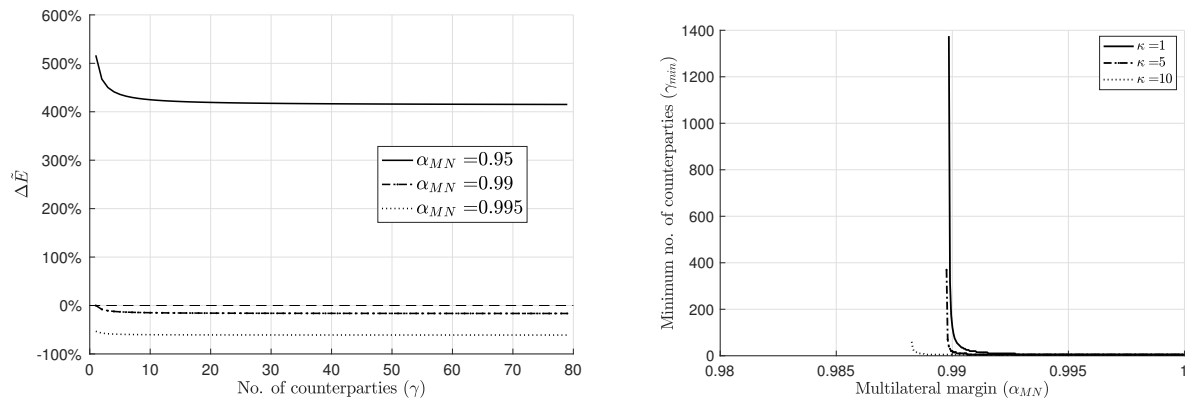 600%
500%
400%
300%
200%
100%
0%
-100%
ΔẼ
α_MN =0.95
α_MN =0.99
α_MN =0.995
0 10 20 30 40 50 60 70 80
No. of counterparties (γ)
1400
1200
1000
800
600
400
200
0
Minimum no. of counterparties (γ_min)
κ =1
κ =5
κ =10
0.98 0.985 0.99 0.995 1
Multilateral margin (α_MN)